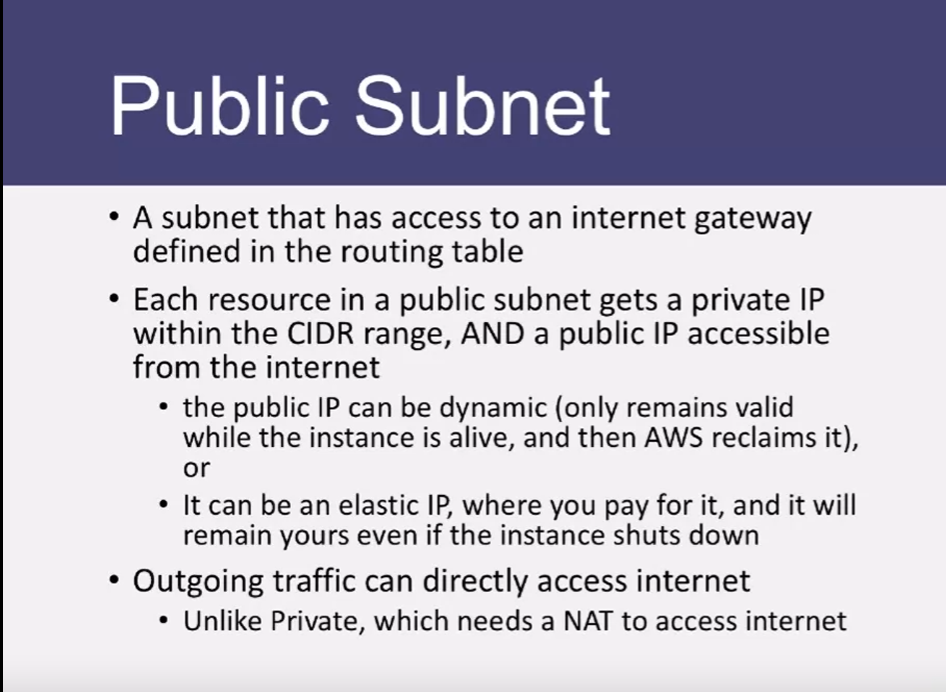 Public Subnet
• A subnet that has access to an internet gateway
defined in the routing table
• Each resource in a public subnet gets a private IP
within the CIDR range, AND a public IP accessible
from the internet
• the public IP can be dynamic (only remains valid
while the instance is alive, and then AWS reclaims it),
or
• It can be an elastic IP, where you pay for it, and it will
remain yours even if the instance shuts down
• Outgoing traffic can directly access internet
• Unlike Private, which needs a NAT to access internet